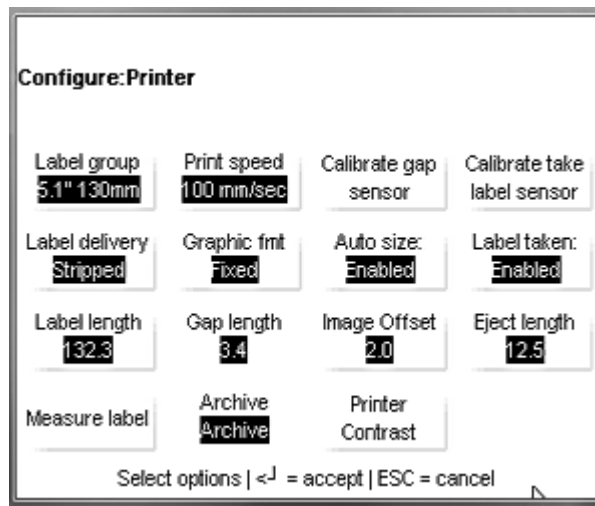 Configure:Printer
Label group
5.1" 130mm
Print speed
100 mm/sec
Calibrate gap
sensor
Calibrate take
label sensor
Label delivery
Stripped
Graphic fmt
Fixed
Auto size:
Enabled
Label taken:
Enabled
Label length
132.3
Gap length
3.4
Image Offset
2.0
Eject length
12.5
Measure label
Archive
Archive
Printer
Contrast
Select options | <┘ = accept | ESC = cancel